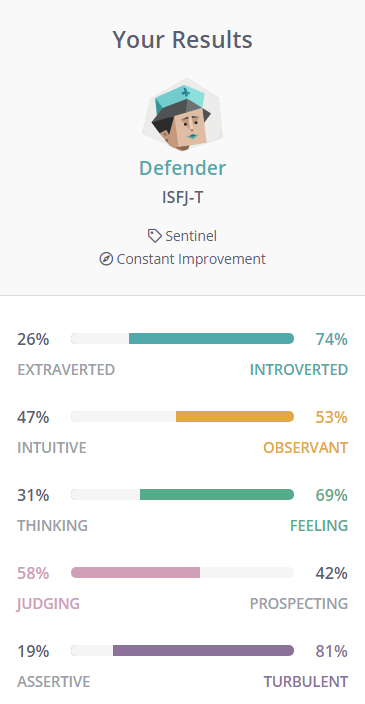 Your Results
Defender
ISFJ-T
Sentinel
Constant Improvement
26% 74%
EXTRAVERTED INTROVERTED
47% 53%
INTUITIVE OBSERVANT
31% 69%
THINKING FEELING
58% 42%
JUDGING PROSPECTING
19% 81%
ASSERTIVE TURBULENT